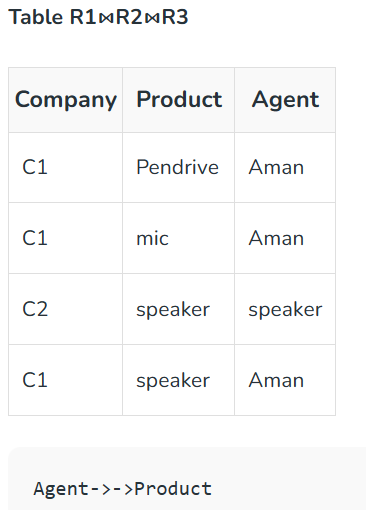 Table R1⋈R2⋈R3
Company Product Agent
C1 Pendrive Aman
C1 mic Aman
C2 speaker speaker
C1 speaker Aman
Agent->->Product